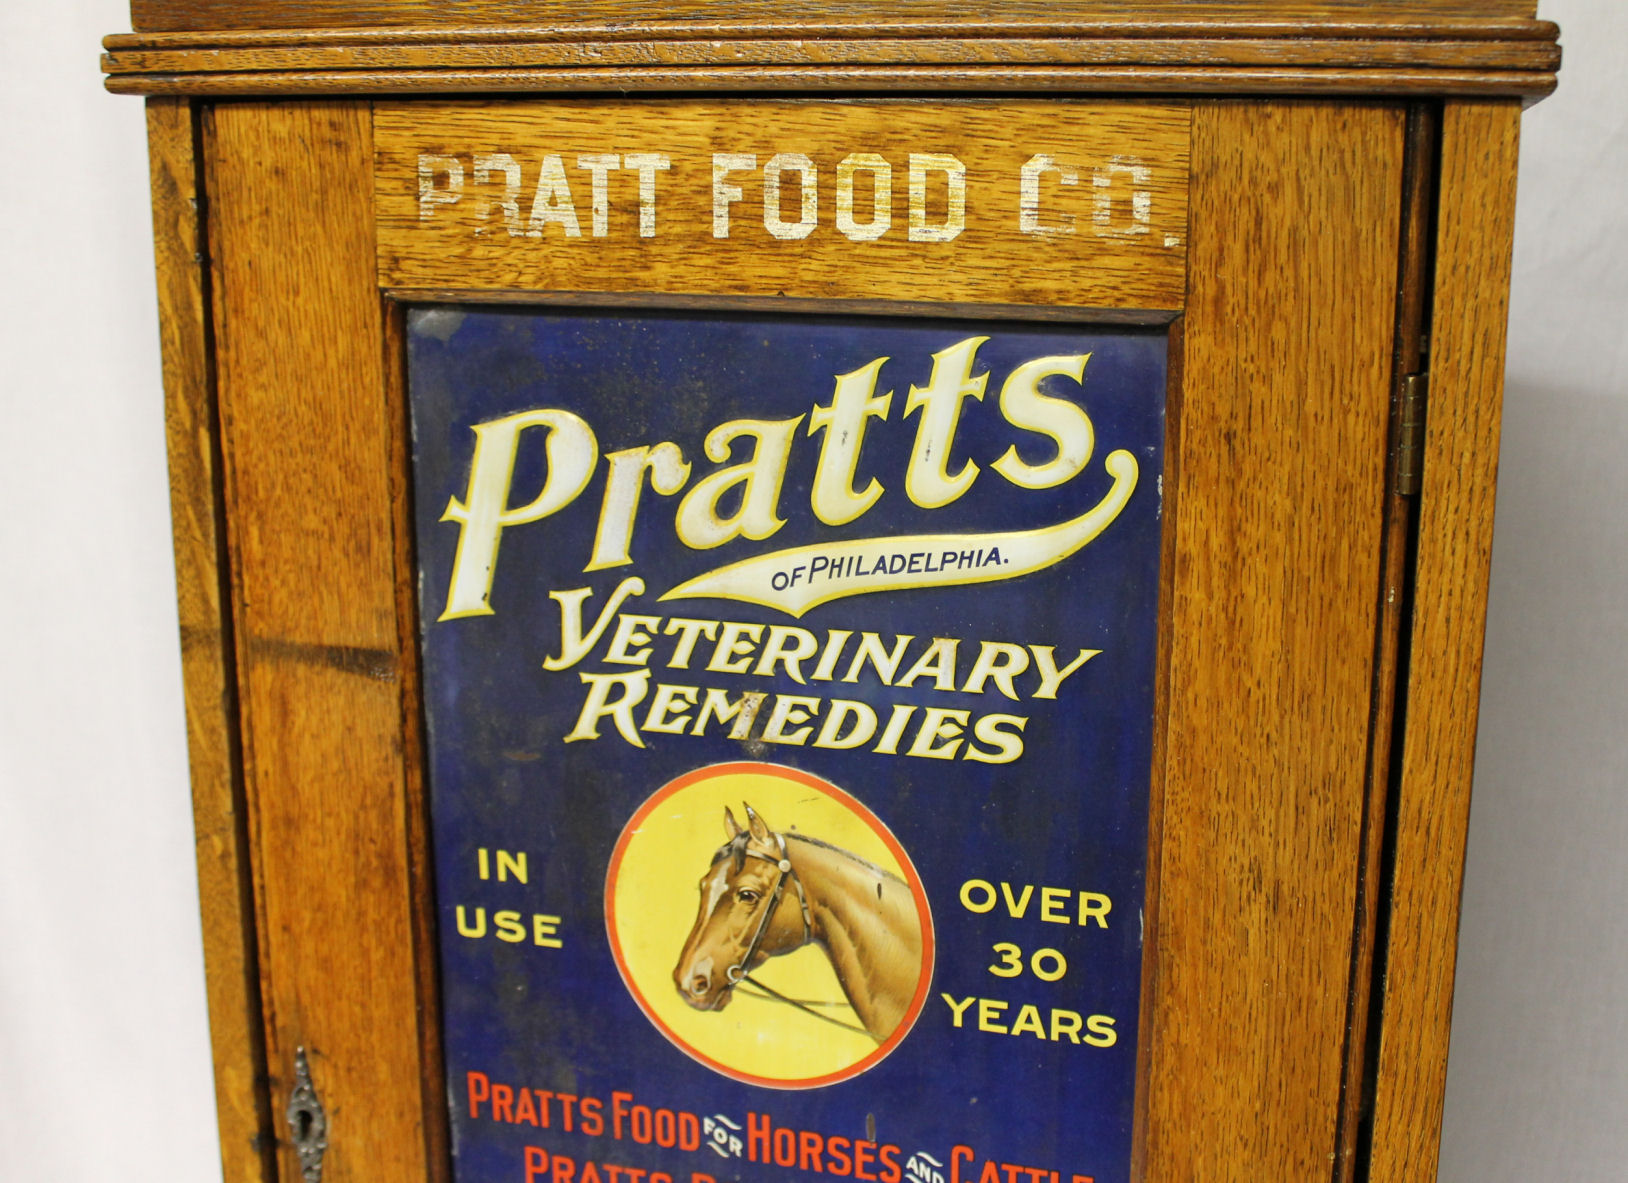 PRATT FOOD CO.
Pratts
OF PHILADELPHIA.
VETERINARY
REMEDIES
IN
USE
OVER
30
YEARS
PRATTS FOOD FOR HORSES AND CATTLE
PRATTS